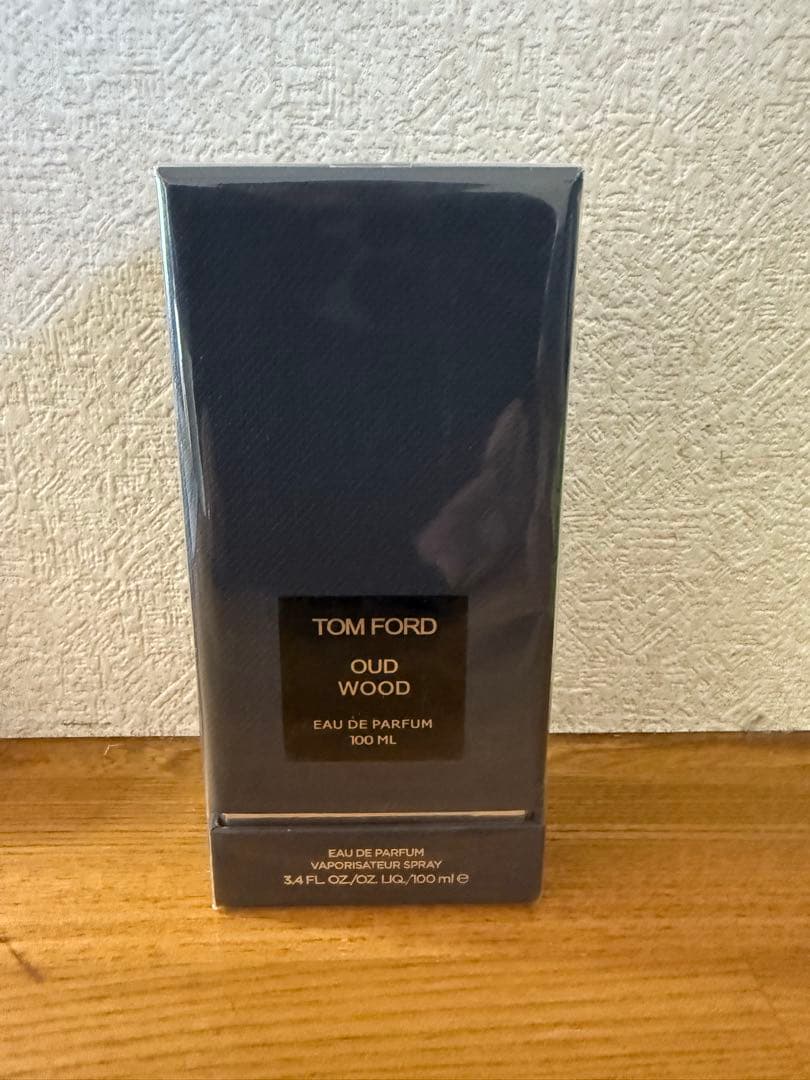 TOM FORD
OUD
WOOD
EAU DE PARFUM
100 ML
EAU DE PARFUM
VAPORISATEUR SPRAY
3.4 FL. OZ./OZ. LIQ./100 ml ℮